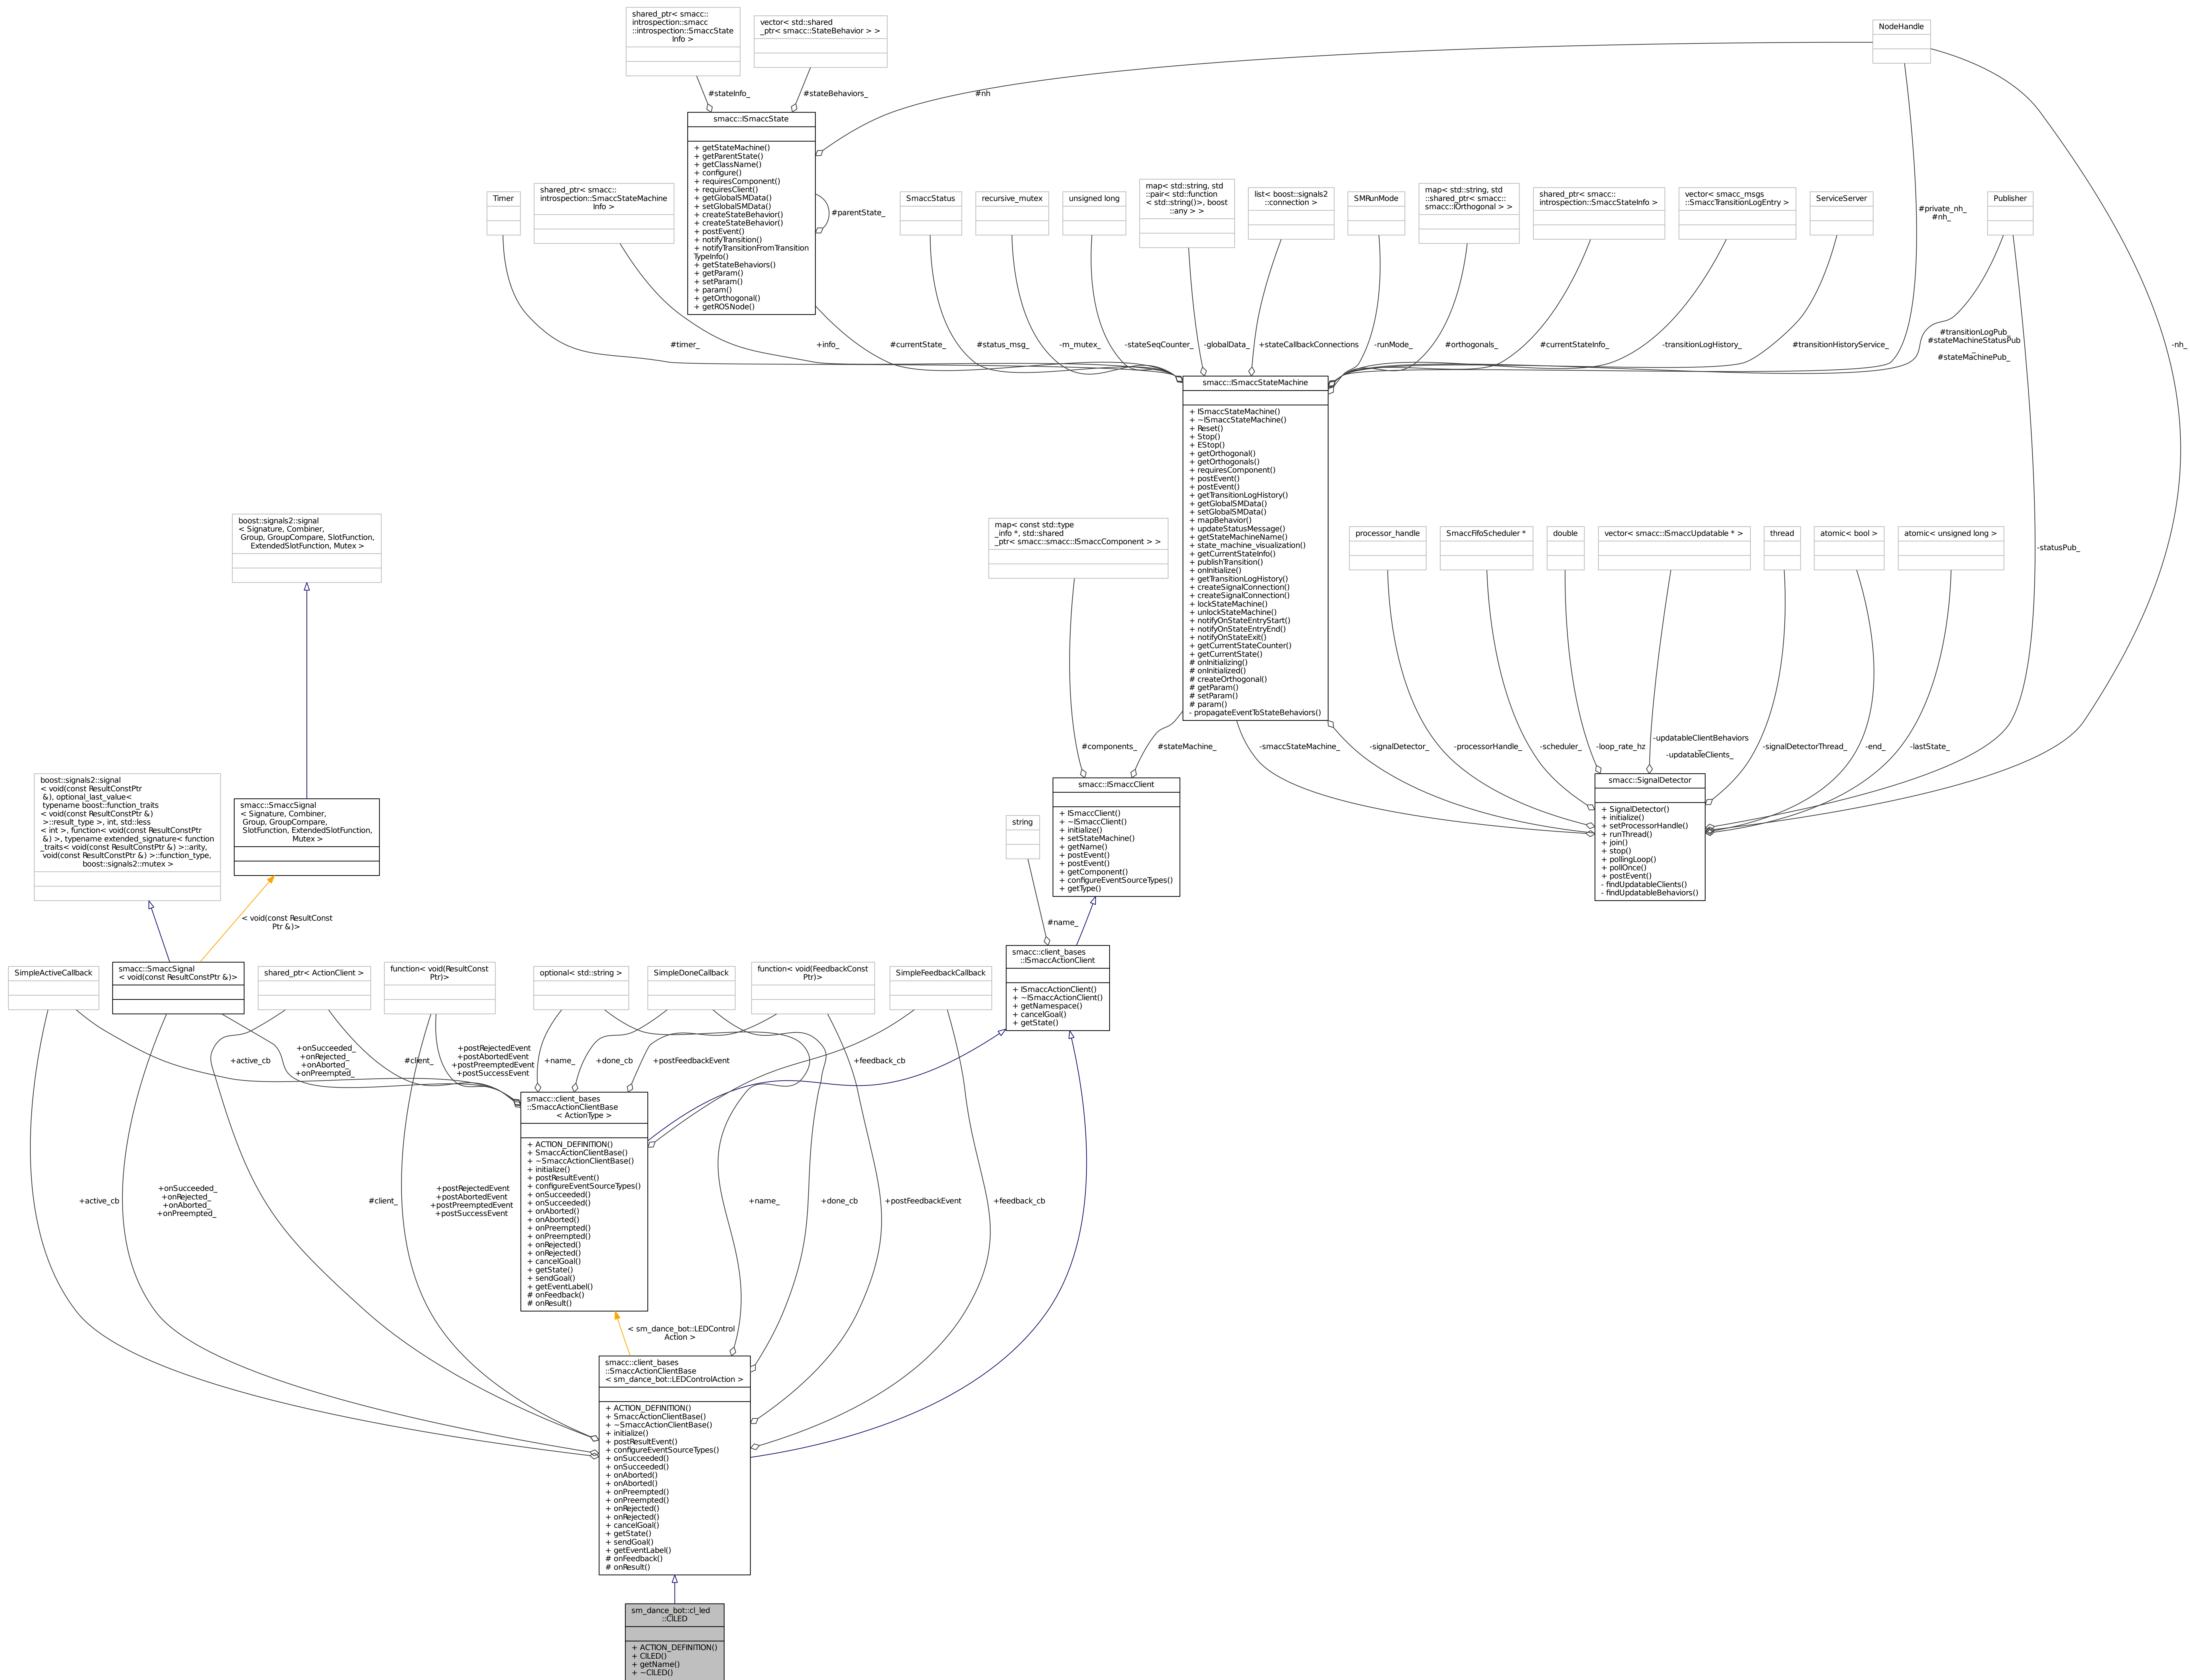 shared_ptr< smacc::
introspection::smacc
::introspection::SmaccState
Info >
vector< std::shared
_ptr< smacc::StateBehavior > >
NodeHandle
#stateInfo_
#stateBehaviors_
#nh
smacc::ISmaccState
+ getStateMachine()
+ getParentState()
+ getClassName()
+ configure()
+ requiresComponent()
+ requiresClient()
+ getGlobalSMData()
+ setGlobalSMData()
+ createStateBehavior()
+ createStateBehavior()
+ postEvent()
+ notifyTransition()
+ notifyTransitionFromTransition
TypeInfo()
+ getStateBehaviors()
+ getParam()
+ setParam()
+ param()
+ getOrthogonal()
+ getROSNode()
#parentState_
Timer
shared_ptr< smacc::
introspection::SmaccStateMachine
Info >
SmaccStatus
recursive_mutex
unsigned long
map< std::string, std
::pair< std::function
< std::string()>, boost
::any > >
list< boost::signals2
::connection >
SMRunMode
map< std::string, std
::shared_ptr< smacc::
smacc::IOrthogonal > >
shared_ptr< smacc::
introspection::SmaccStateInfo >
vector< smacc_msgs
::SmaccTransitionLogEntry >
ServiceServer
#private_nh_
#nh_
Publisher
#timer_
+info_
#currentState_
#status_msg_
-m_mutex_
-stateSeqCounter_
-globalData_
+stateCallbackConnections
-runMode_
#orthogonals_
#currentStateInfo_
-transitionLogHistory_
#transitionHistoryService_
#transitionLogPub_
#stateMachineStatusPub
_
#stateMachinePub_
-nh_
smacc::ISmaccStateMachine
+ ISmaccStateMachine()
+ ~ISmaccStateMachine()
+ Reset()
+ Stop()
+ EStop()
+ getOrthogonal()
+ getOrthogonals()
+ requiresComponent()
+ postEvent()
+ postEvent()
+ getTransitionLogHistory()
+ getGlobalSMData()
+ setGlobalSMData()
+ mapBehavior()
+ updateStatusMessage()
+ getStateMachineName()
+ state_machine_visualization()
+ getCurrentStateInfo()
+ publishTransition()
+ onInitialize()
+ getTransitionLogHistory()
+ createSignalConnection()
+ createSignalConnection()
+ lockStateMachine()
+ unlockStateMachine()
+ notifyOnStateEntryStart()
+ notifyOnStateEntryEnd()
+ notifyOnStateExit()
+ getCurrentStateCounter()
+ getCurrentState()
# onInitializing()
# onInitialized()
# createOrthogonal()
# getParam()
# setParam()
# param()
- propagateEventToStateBehaviors()
boost::signals2::signal
< Signature, Combiner,
Group, GroupCompare, SlotFunction,
ExtendedSlotFunction, Mutex >
map< const std::type
_info *, std::shared
_ptr< smacc::smacc::ISmaccComponent > >
processor_handle
SmaccFifoScheduler *
double
vector< smacc::ISmaccUpdatable * >
thread
atomic< bool >
atomic< unsigned long >
-statusPub_
#components_
#stateMachine_
-smaccStateMachine_
-signalDetector_
-processorHandle_
-scheduler_
-loop_rate_hz
-updatableClientBehaviors
_
-updatableClients_
-signalDetectorThread_
-end_
-lastState_
boost::signals2::signal
< void(const ResultConstPtr
&), optional_last_value<
typename boost::function_traits
< void(const ResultConstPtr &)
>::result_type >, int, std::less
< int >, function< void(const ResultConstPtr
&) >, typename extended_signature< function
_traits< void(const ResultConstPtr &) >::arity,
void(const ResultConstPtr &) >::function_type,
boost::signals2::mutex >
smacc::SmaccSignal
< Signature, Combiner,
Group, GroupCompare,
SlotFunction, ExtendedSlotFunction,
Mutex >
smacc::ISmaccClient
+ ISmaccClient()
+ ~ISmaccClient()
+ initialize()
+ setStateMachine()
+ getName()
+ postEvent()
+ postEvent()
+ getComponent()
+ configureEventSourceTypes()
+ getType()
smacc::SignalDetector
+ SignalDetector()
+ initialize()
+ setProcessorHandle()
+ runThread()
+ join()
+ stop()
+ pollingLoop()
+ pollOnce()
+ postEvent()
- findUpdatableClients()
- findUpdatableBehaviors()
string
< void(const ResultConst
Ptr &)>
#name_
SimpleActiveCallback
smacc::SmaccSignal
< void(const ResultConstPtr &)>
shared_ptr< ActionClient >
function< void(ResultConst
Ptr)>
optional< std::string >
SimpleDoneCallback
function< void(FeedbackConst
Ptr)>
SimpleFeedbackCallback
smacc::client_bases
::ISmaccActionClient
+ ISmaccActionClient()
+ ~ISmaccActionClient()
+ getNamespace()
+ cancelGoal()
+ getState()
+active_cb
+onSucceeded_
+onRejected_
+onAborted_
+onPreempted_
#client_
+postRejectedEvent
+postAbortedEvent
+postPreemptedEvent
+postSuccessEvent
+name_
+done_cb
+postFeedbackEvent
+feedback_cb
smacc::client_bases
::SmaccActionClientBase
< ActionType >
+ ACTION_DEFINITION()
+ SmaccActionClientBase()
+ ~SmaccActionClientBase()
+ initialize()
+ postResultEvent()
+ configureEventSourceTypes()
+ onSucceeded()
+ onSucceeded()
+ onAborted()
+ onAborted()
+ onPreempted()
+ onPreempted()
+ onRejected()
+ onRejected()
+ cancelGoal()
+ getState()
+ sendGoal()
+ getEventLabel()
# onFeedback()
# onResult()
+active_cb
+onSucceeded_
+onRejected_
+onAborted_
+onPreempted_
#client_
+postRejectedEvent
+postAbortedEvent
+postPreemptedEvent
+postSuccessEvent
+name_
+done_cb
+postFeedbackEvent
+feedback_cb
< sm_dance_bot::LEDControl
Action >
smacc::client_bases
::SmaccActionClientBase
< sm_dance_bot::LEDControlAction >
+ ACTION_DEFINITION()
+ SmaccActionClientBase()
+ ~SmaccActionClientBase()
+ initialize()
+ postResultEvent()
+ configureEventSourceTypes()
+ onSucceeded()
+ onSucceeded()
+ onAborted()
+ onAborted()
+ onPreempted()
+ onPreempted()
+ onRejected()
+ onRejected()
+ cancelGoal()
+ getState()
+ sendGoal()
+ getEventLabel()
# onFeedback()
# onResult()
sm_dance_bot::cl_led
::ClLED
+ ACTION_DEFINITION()
+ ClLED()
+ getName()
+ ~ClLED()